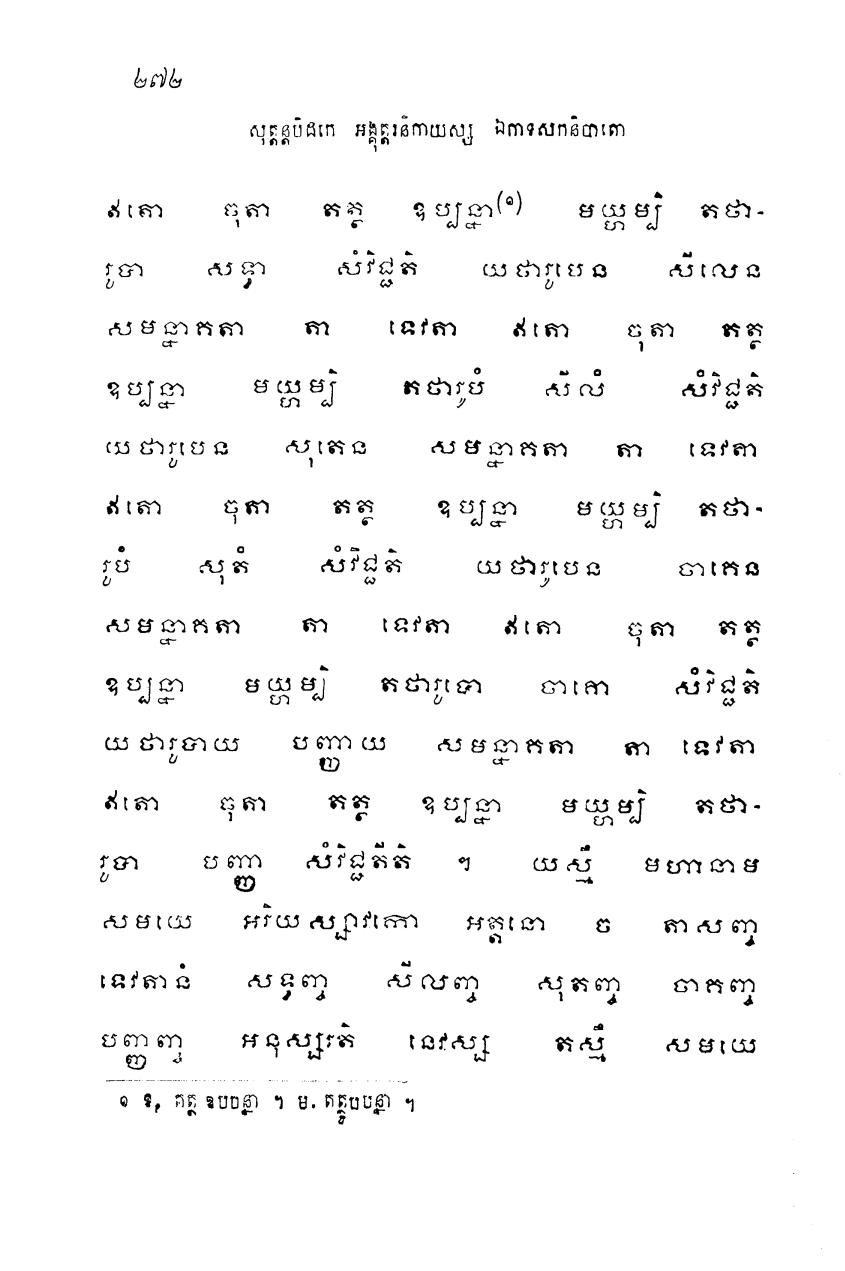 ២៧២
សុត្តន្តបិដកេ អង្គុត្តរនិកាយស្ស ឯកាទសកនិបាតោ
ឥតោ ចុតា តត្ថ ឧប្បន្នា(១) មយ្ហម្បិ តថា-
រូបា សទ្ធា សំវិជ្ជតិ យថារូបេន សីលេន
សមន្នាគតា តា ទេវតា ឥតោ ចុតា តត្ថ
ឧប្បន្នា មយ្ហម្បិ តថារូបំ សីលំ សំវិជ្ជតិ
យថារូបេន សុតេន សមន្នាគតា តា ទេវតា
ឥតោ ចុតា តត្ថ ឧប្បន្នា មយ្ហម្បិ តថា-
រូបំ សុតំ សំវិជ្ជតិ យថារូបេន ចាគេន
សមន្នាគតា តា ទេវតា ឥតោ ចុតា តត្ថ
ឧប្បន្នា មយ្ហម្បិ តថារូបោ ចាគោ សំវិជ្ជតិ
យថារូបាយ បញ្ញាយ សមន្នាគតា តា ទេវតា
ឥតោ ចុតា តត្ថ ឧប្បន្នា មយ្ហម្បិ តថា-
រូបា បញ្ញា សំវិជ្ជតីតិ ។ យស្មឹ មហានាម
សមយេ អរិយស្សាវកោ អត្តនោ ច តាសញ្ច
ទេវតានំ សទ្ធញ្ច សីលញ្ច សុតញ្ច ចាគញ្ច
បញ្ញញ្ច អនុស្សរតិ នេវស្ស តស្មឹ សមយេ
១ ឱ, តត្ថ ឧបបន្នា ។ ម. តត្ថូបបន្នា ។